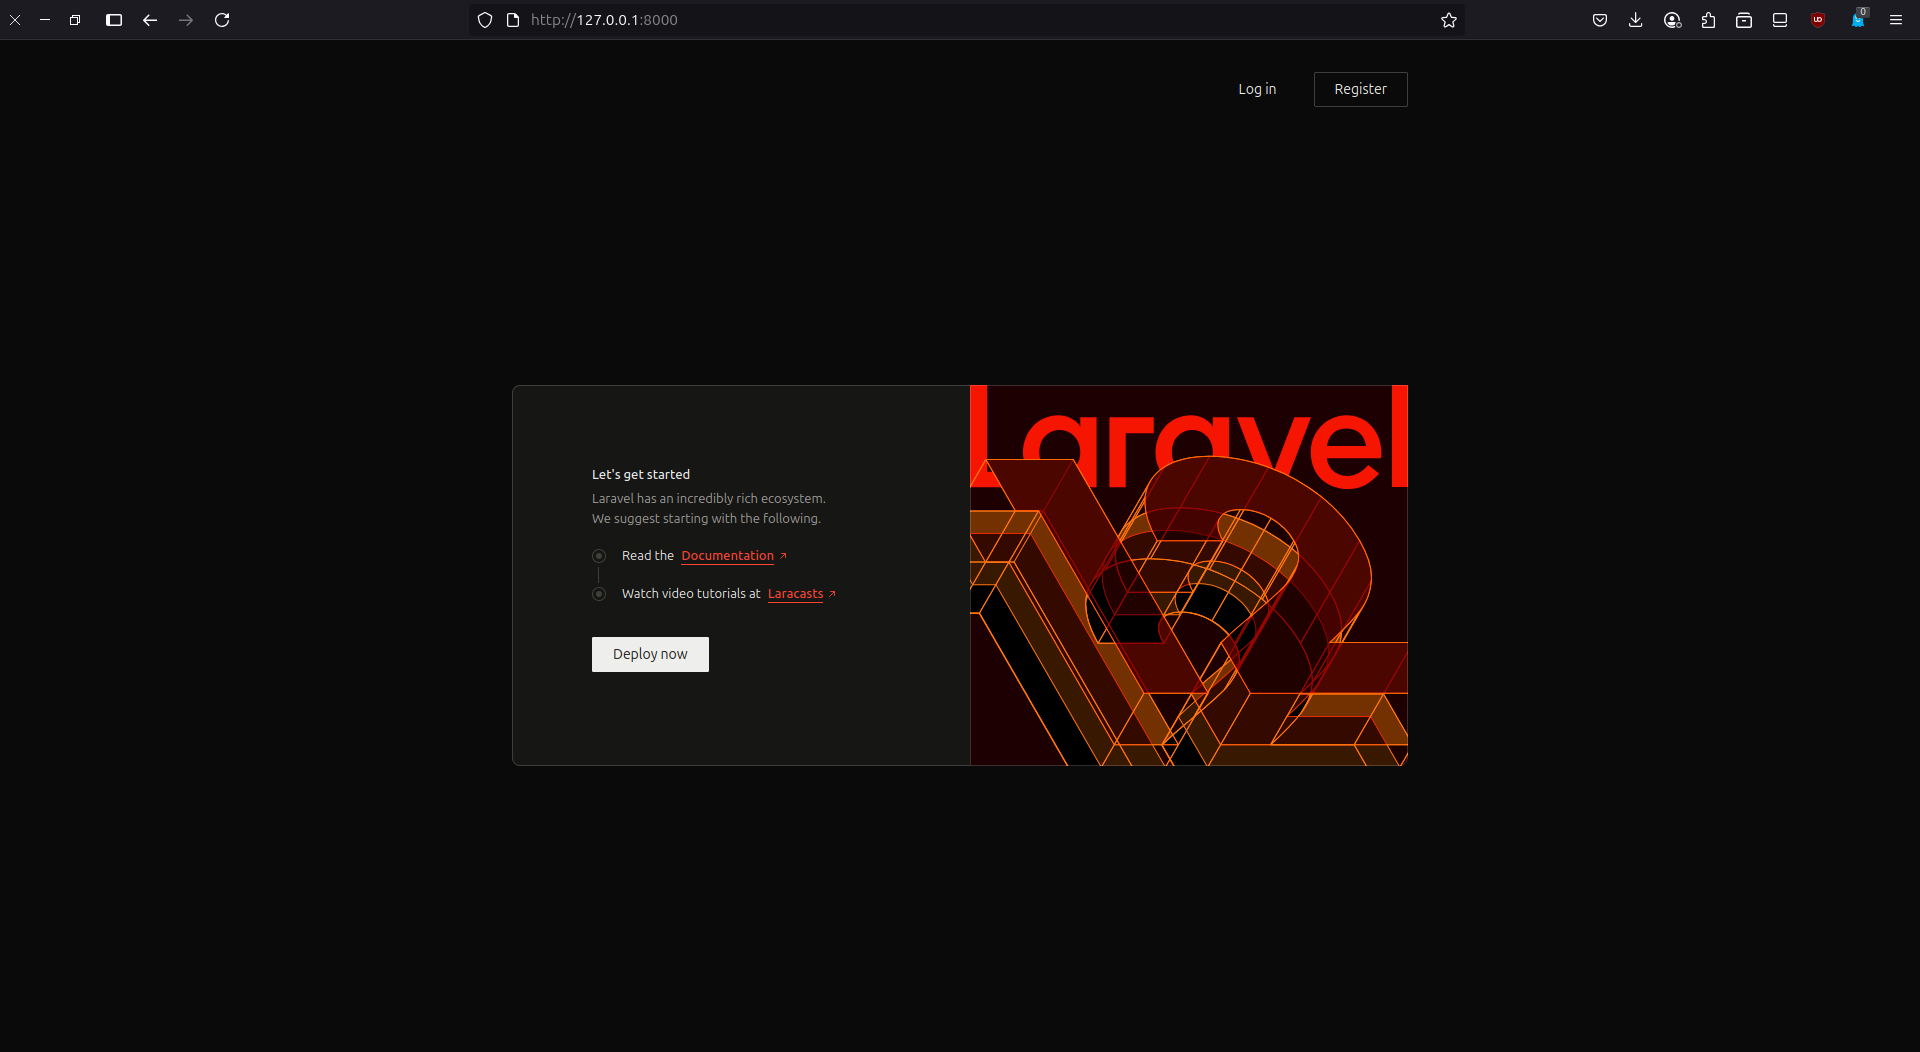 http://127.0.0.1:8000
0
Log in
Register
Let's get started
Laravel has an incredibly rich ecosystem.
We suggest starting with the following.
Read the Documentation
Watch video tutorials at Laracasts
Deploy now
Laravel